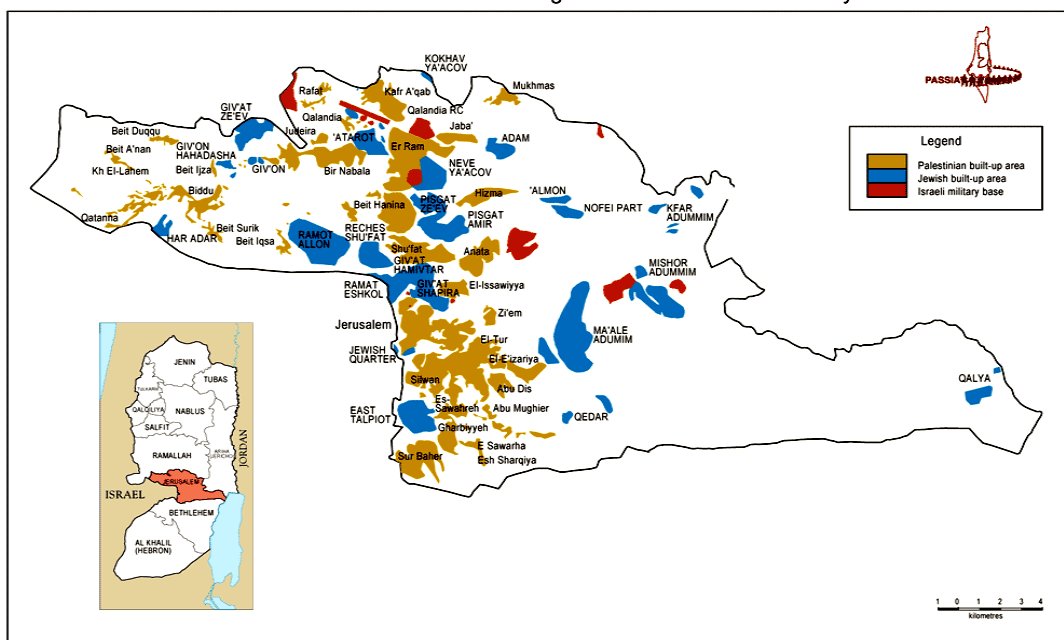 KOKHAV
YA'ACOV
Rafat
Kafr A'qab
Mukhmas
PASSIA
GIV'AT
ZE'EV
Qalandia
Qalandia RC
Beit Duqqu
Judeira
'ATAROT
Jaba'
ADAM
Beit A'nan
GIV'ON
HAHADASHA
Er Ram
Kh El-Lahem
Beit Ijza
GIV'ON
Bir Nabala
NEVE
YA'ACOV
Biddu
Hizma
'ALMON
Beit Hanina
PISGAT
ZE'EV
NOFEI PART
KFAR
ADUMMIM
Qatanna
HAR ADAR
Beit Surik
Beit Iqsa
RAMOT
ALLON
RECHES
SHU'FAT
PISGAT
AMIR
Shu'fat
Anata
GIV'AT
HAMIVTAR
MISHOR
ADUMMIM
RAMAT
ESHKOL
GIV'AT
SHAPIRA
El-Issawiyya
Jerusalem
Zi'em
El-Tur
MA'ALE
ADUMIM
JEWISH
QUARTER
El-E'izariya
Silwan
Abu Dis
QALYA
EAST
TALPIOT
Es-
Sawahreh
Abu Mughier
QEDAR
Gharbiyyeh
E Sawarha
Esh Sharqiya
Sur Baher
Legend
Palestinian built-up area
Jewish built-up area
Israeli military base
JENIN
TUBAS
TULKARM
QALQILIYA
NABLUS
SALFIT
RAMALLAH
JERICHO
JORDAN
JERUSALEM
ISRAEL
BETHLEHEM
AL KHALIL
(HEBRON)
1 0 1 2 3 4
kilometres